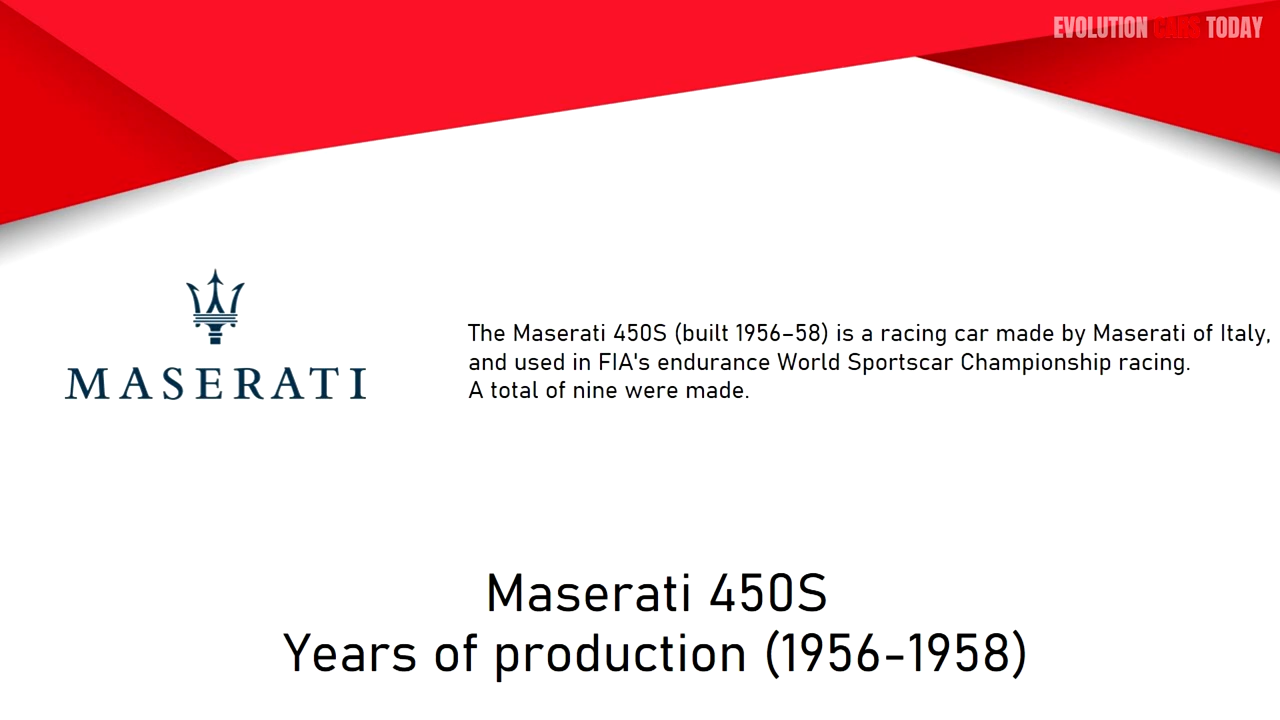 EVOLUTION CARS TODAY
MASERATI
The Maserati 450S (built 1956–58) is a racing car made by Maserati of Italy,
and used in FIA's endurance World Sportscar Championship racing.
A total of nine were made.
Maserati 450S
Years of production (1956-1958)